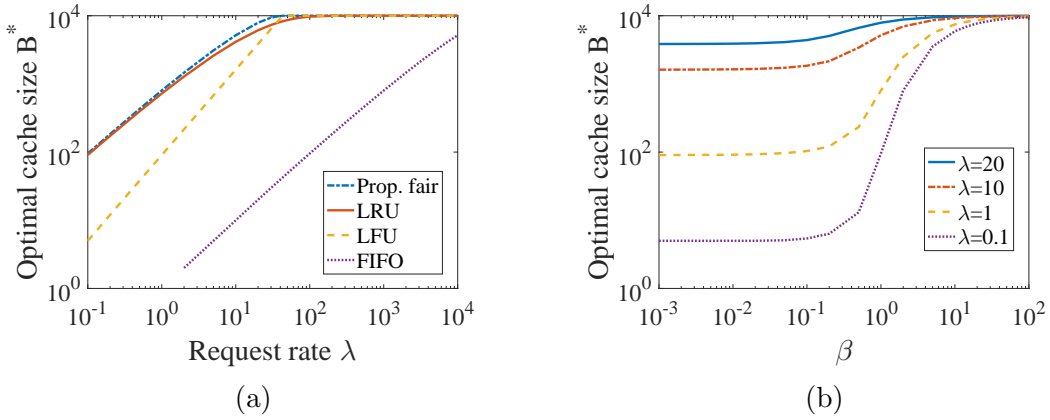 Optimal cache size B*
10^4
10^2
10^0
Prop. fair
LRU
LFU
FIFO
10^-1 10^0 10^1 10^2 10^3 10^4
Request rate λ
(a)
Optimal cache size B*
10^4
10^2
10^0
λ=20
λ=10
λ=1
λ=0.1
10^-3 10^-2 10^-1 10^0 10^1 10^2
β
(b)